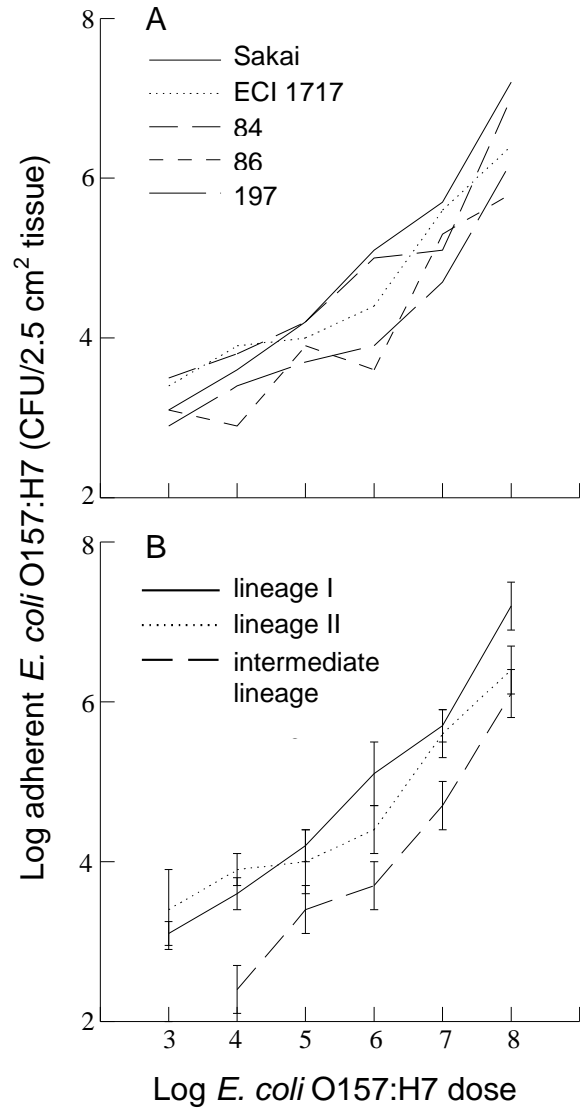 Log adherent E. coli O157:H7 (CFU/2.5 cm² tissue)
8
6
4
2
A
Sakai
ECI 1717
84
86
197
8
6
4
2
B
lineage I
lineage II
intermediate
lineage
3 4 5 6 7 8
Log E. coli O157:H7 dose